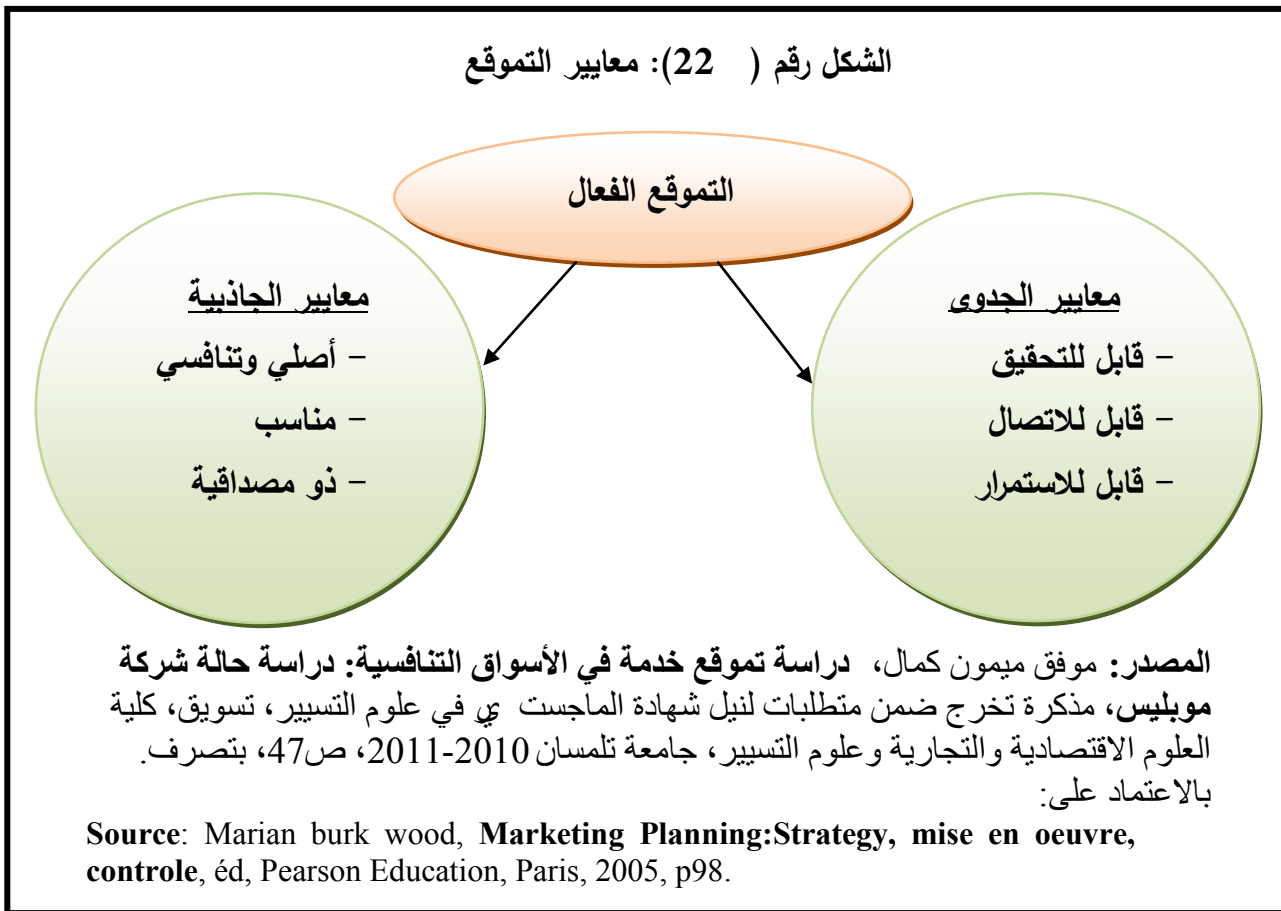 الشكل رقم ( 22): معايير التموقع
التموقع الفعال
معايير الجدوى
- قابل للتحقيق
- قابل للاتصال
- قابل للاستمرار
معايير الجاذبية
- أصلي وتنافسي
- مناسب
- ذو مصداقية
المصدر: موفق ميمون كمال، دراسة تموقع خدمة في الأسواق التنافسية: دراسة حالة شركة
موبليس، مذكرة تخرج ضمن متطلبات لنيل شهادة الماجست ي في علوم التسيير، تسويق، كلية
العلوم الاقتصادية والتجارية وعلوم التسيير، جامعة تلمسان 2010-2011، ص47، بتصرف.
بالاعتماد على:
Source: Marian burk wood, Marketing Planning:Strategy, mise en oeuvre,
controle, éd, Pearson Education, Paris, 2005, p98.